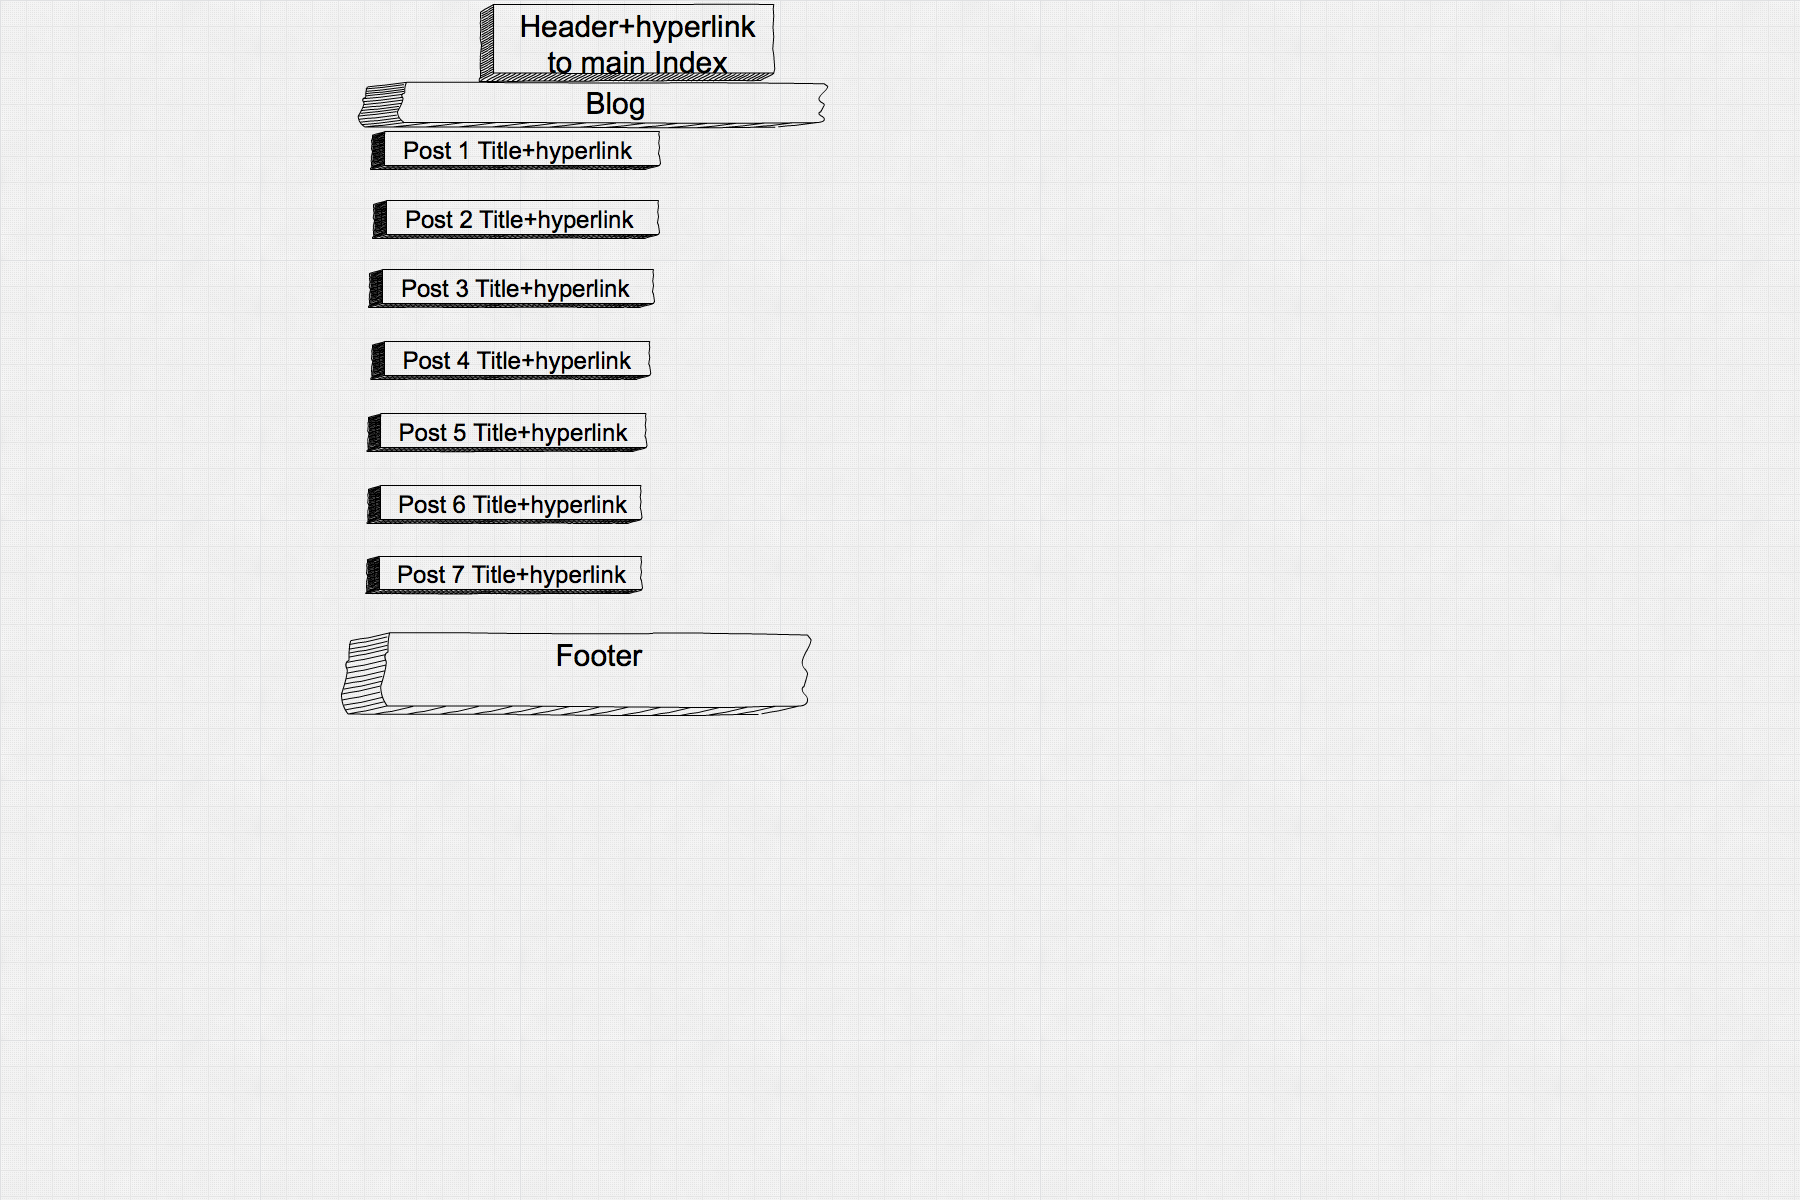 Header+hyperlink
to main Index
Blog
Post 1 Title+hyperlink
Post 2 Title+hyperlink
Post 3 Title+hyperlink
Post 4 Title+hyperlink
Post 5 Title+hyperlink
Post 6 Title+hyperlink
Post 7 Title+hyperlink
Footer